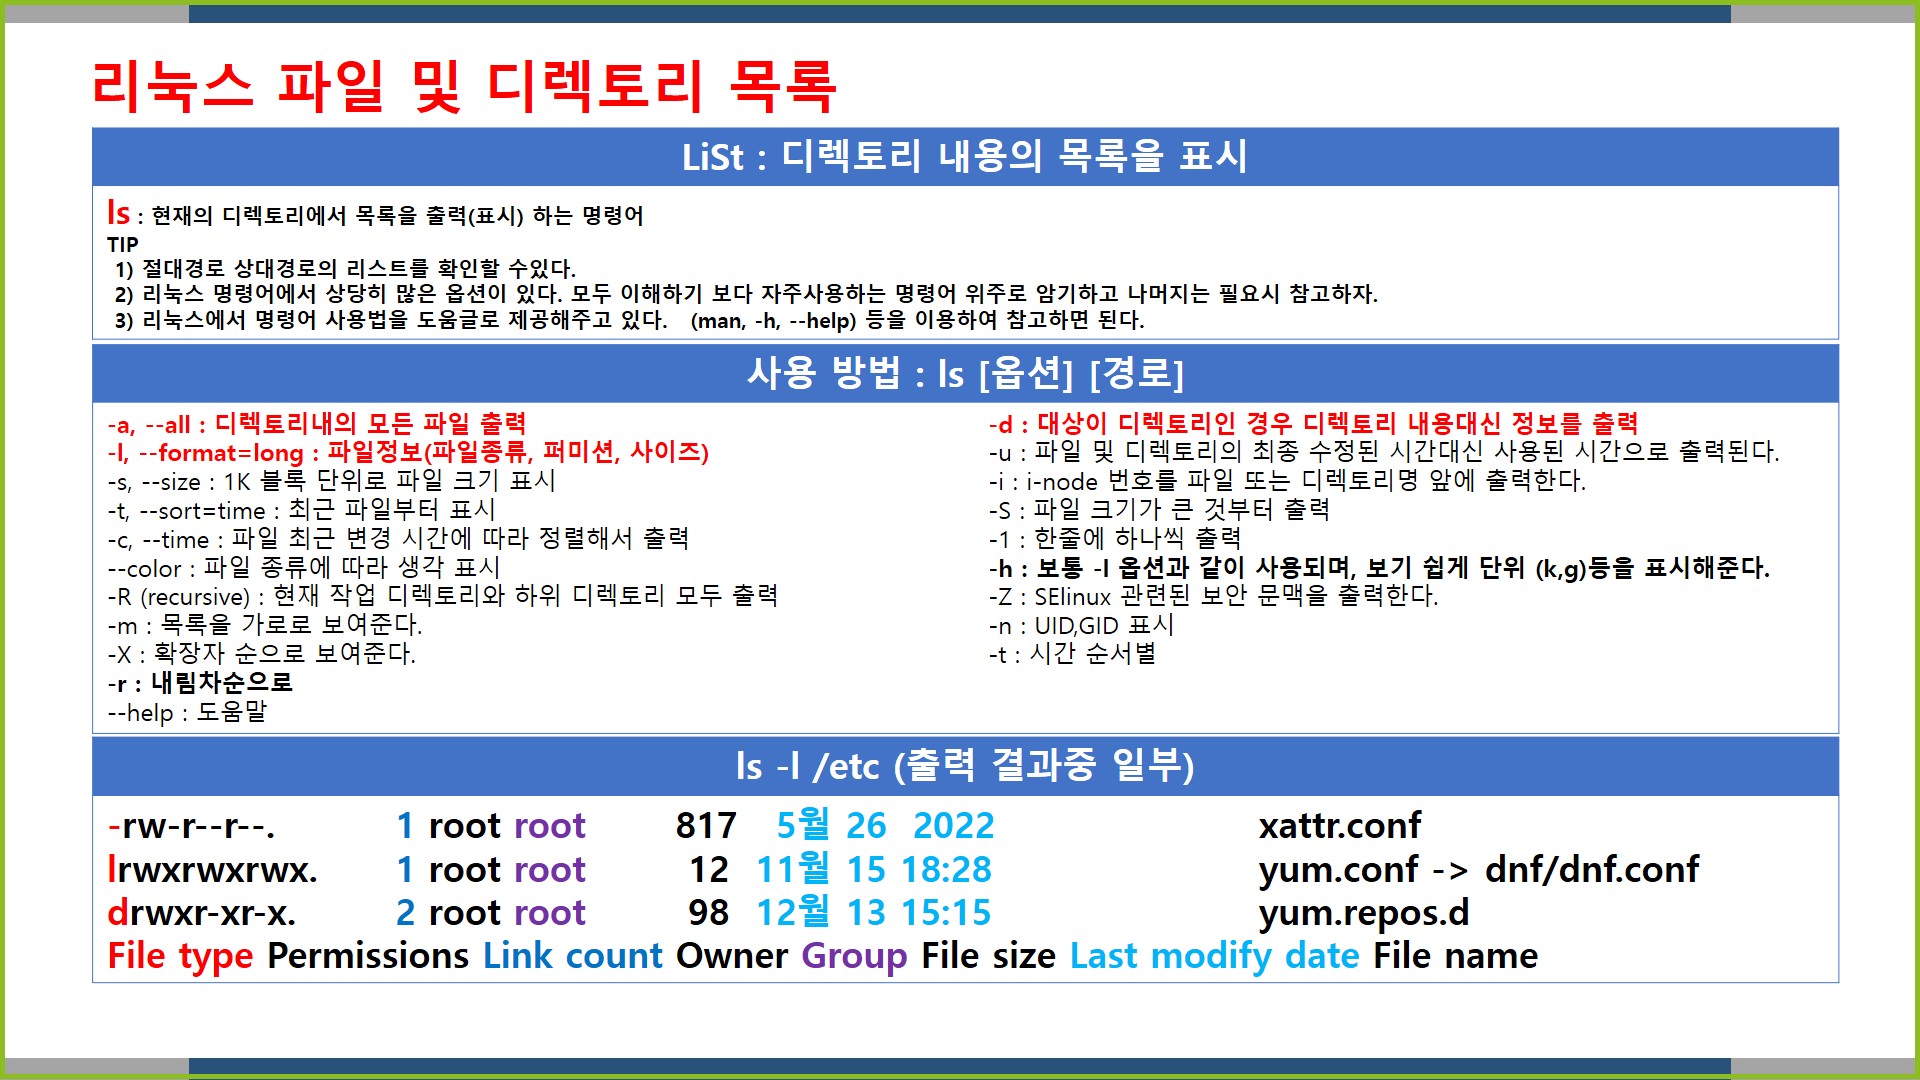 리눅스 파일 및 디렉토리 목록
LiSt : 디렉토리 내용의 목록을 표시
ls : 현재의 디렉토리에서 목록을 출력(표시) 하는 명령어
TIP
1) 절대경로 상대경로의 리스트를 확인할 수있다.
2) 리눅스 명령어에서 상당히 많은 옵션이 있다. 모두 이해하기 보다 자주사용하는 명령어 위주로 암기하고 나머지는 필요시 참고하자.
3) 리눅스에서 명령어 사용법을 도움글로 제공해주고 있다. (man, -h, --help) 등을 이용하여 참고하면 된다.
사용 방법 : ls [옵션] [경로]
-a, --all : 디렉토리내의 모든 파일 출력
-l, --format=long : 파일정보(파일종류, 퍼미션, 사이즈)
-s, --size : 1K 블록 단위로 파일 크기 표시
-t, --sort=time : 최근 파일부터 표시
-c, --time : 파일 최근 변경 시간에 따라 정렬해서 출력
--color : 파일 종류에 따라 생각 표시
-R (recursive) : 현재 작업 디렉토리와 하위 디렉토리 모두 출력
-m : 목록을 가로로 보여준다.
-X : 확장자 순으로 보여준다.
-r : 내림차순으로
--help : 도움말
-d : 대상이 디렉토리인 경우 디렉토리 내용대신 정보를 출력
-u : 파일 및 디렉토리의 최종 수정된 시간대신 사용된 시간으로 출력된다.
-i : i-node 번호를 파일 또는 디렉토리명 앞에 출력한다.
-S : 파일 크기가 큰 것부터 출력
-1 : 한줄에 하나씩 출력
-h : 보통 -l 옵션과 같이 사용되며, 보기 쉽게 단위 (k,g)등을 표시해준다.
-Z : SElinux 관련된 보안 문맥을 출력한다.
-n : UID,GID 표시
-t : 시간 순서별
ls -l /etc (출력 결과중 일부)
-rw-r--r--. 1 root root 817 5월 26 2022 xattr.conf
lrwxrwxrwx. 1 root root 12 11월 15 18:28 yum.conf -> dnf/dnf.conf
drwxr-xr-x. 2 root root 98 12월 13 15:15 yum.repos.d
File type Permissions Link count Owner Group File size Last modify date File name